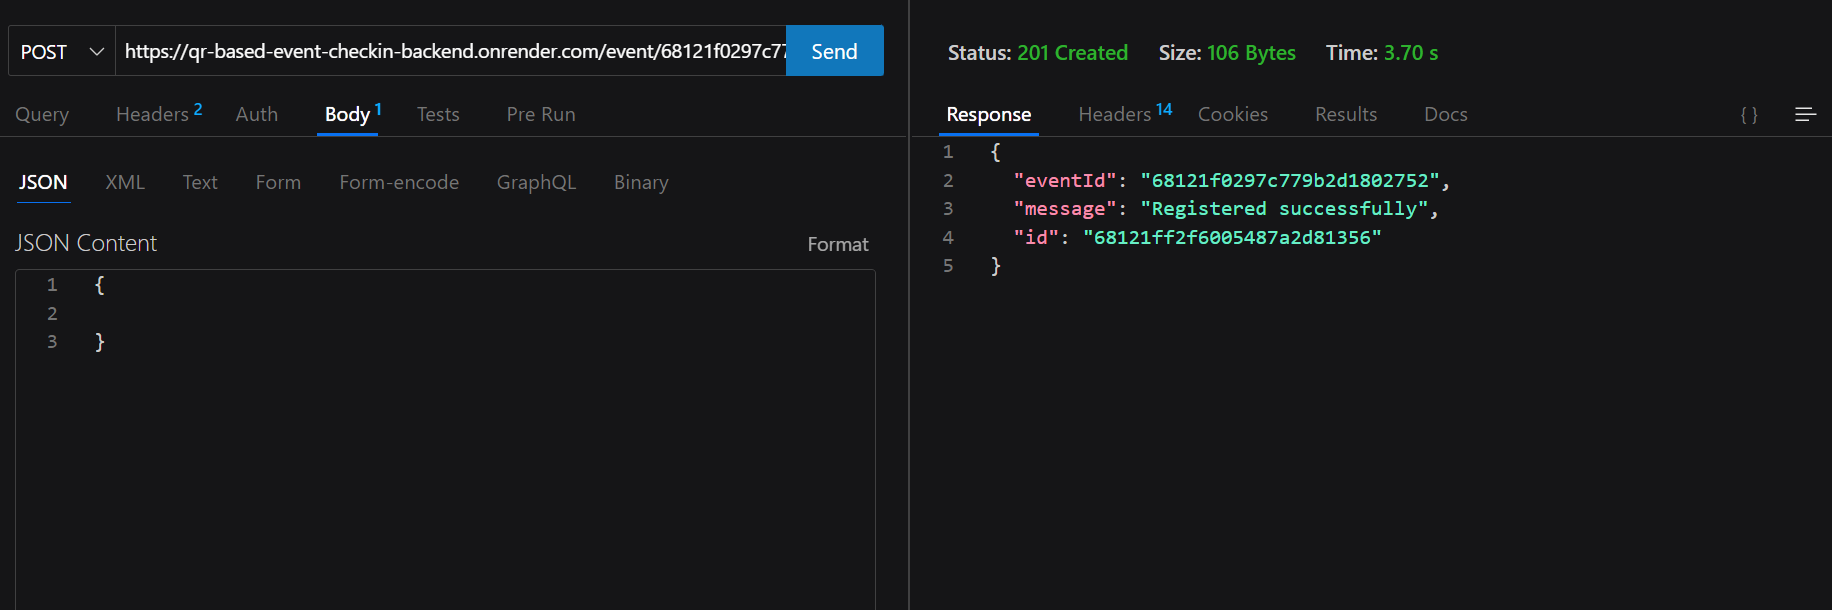 POST https://qr-based-event-checkin-backend.onrender.com/event/68121f0297c77 Send
Query Headers 2 Auth Body 1 Tests Pre Run
JSON XML Text Form Form-encode GraphQL Binary
JSON Content Format
1 {
2
3 }
Status: 201 Created Size: 106 Bytes Time: 3.70 s
Response Headers 14 Cookies Results Docs { }
1 {
2 "eventId": "68121f0297c779b2d1802752",
3 "message": "Registered successfully",
4 "id": "68121ff2f6005487a2d81356"
5 }